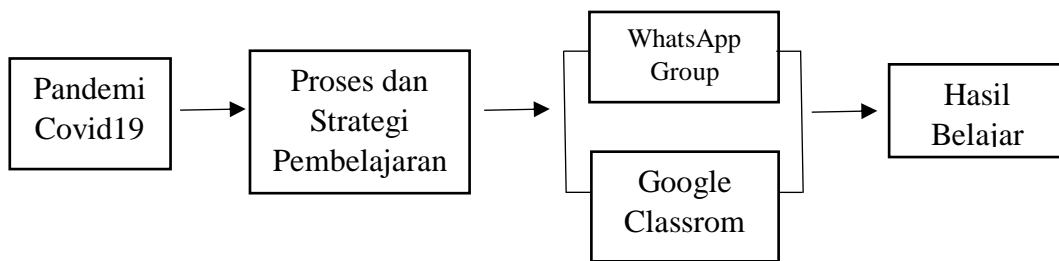 Pandemi
Covid19
Proses dan
Strategi
Pembelajaran
WhatsApp
Group
Google
Classrom
Hasil
Belajar